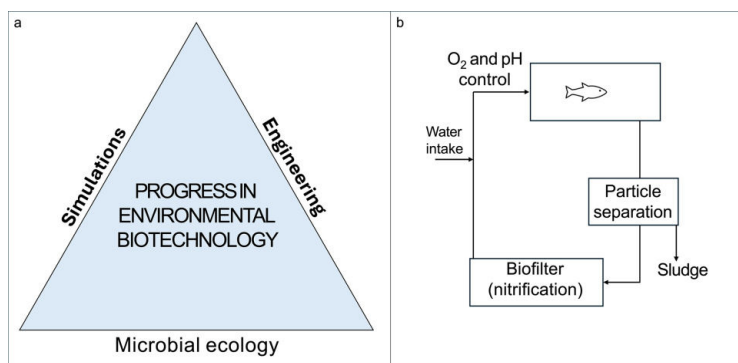 a
Simulations
Engineering
PROGRESS IN
ENVIRONMENTAL
BIOTECHNOLOGY
Microbial ecology
b
O₂ and pH
control
Water
intake
Particle
separation
Sludge
Biofilter
(nitrification)